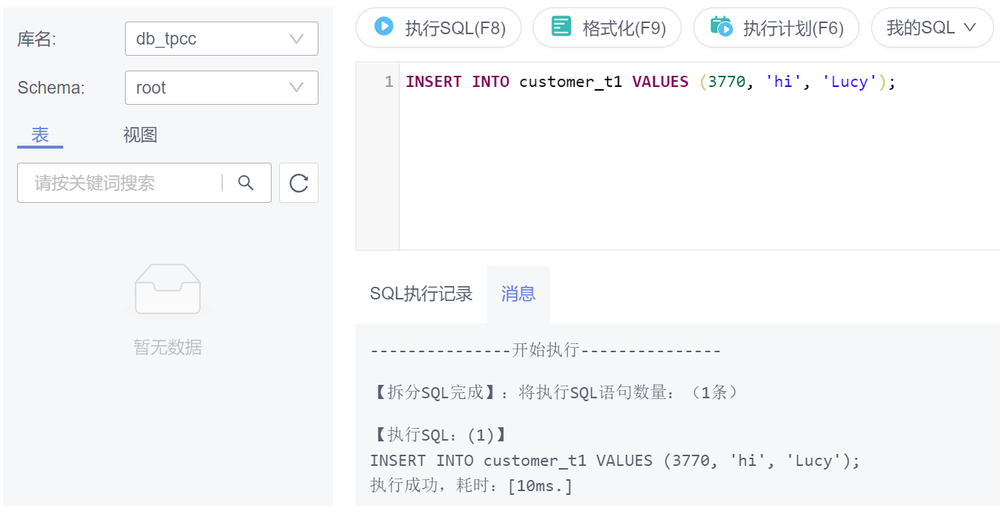 库名:
db_tpcc
Schema:
root
表
视图
请按关键词搜索
暂无数据
执行SQL(F8)
格式化(F9)
执行计划(F6)
我的SQL
1
INSERT INTO customer_t1 VALUES (3770, 'hi', 'Lucy');
SQL执行记录
消息
---------------开始执行---------------
【拆分SQL完成】：将执行SQL语句数量：（1条）
【执行SQL：(1)】
INSERT INTO customer_t1 VALUES (3770, 'hi', 'Lucy');
执行成功，耗时：[10ms.]